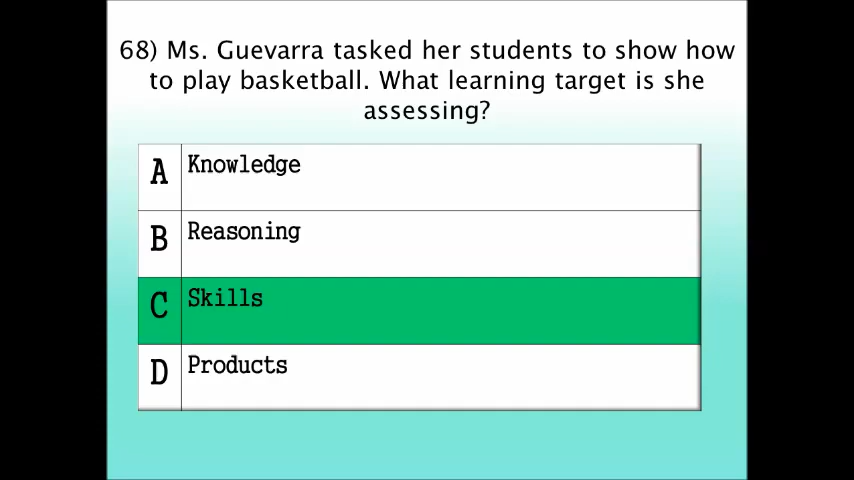 68) Ms. Guevarra tasked her students to show how
to play basketball. What learning target is she
assessing?
A Knowledge
B Reasoning
C Skills
D Products